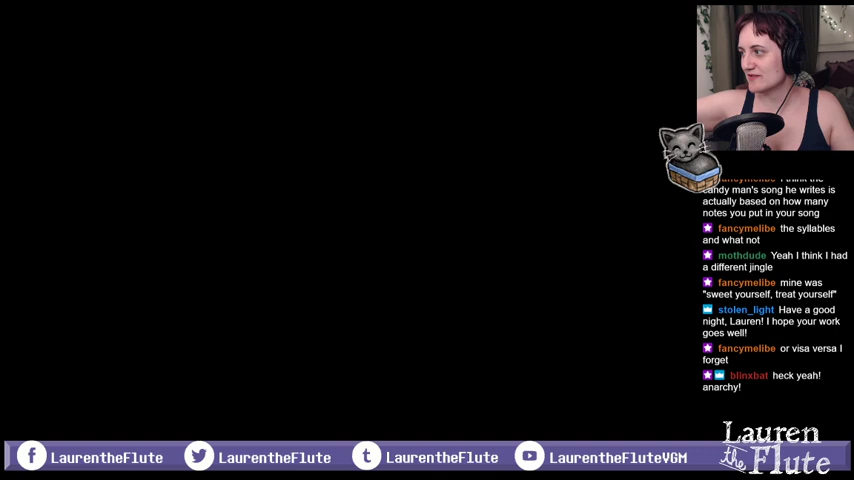 fancymelibe I think the
candy man's song he writes is
actually based on how many
notes you put in your song
fancymelibe the syllables
and what not
mothdude Yeah I think I had
a different jingle
fancymelibe mine was
"sweet yourself, treat yourself"
stolen_light Have a good
night, Lauren! I hope your work
goes well!
fancymelibe or visa versa I
forget
blinxbat heck yeah!
anarchy!
LaurentheFlute
LaurentheFlute
LaurentheFlute
LaurentheFluteVGM
Lauren
the Flute